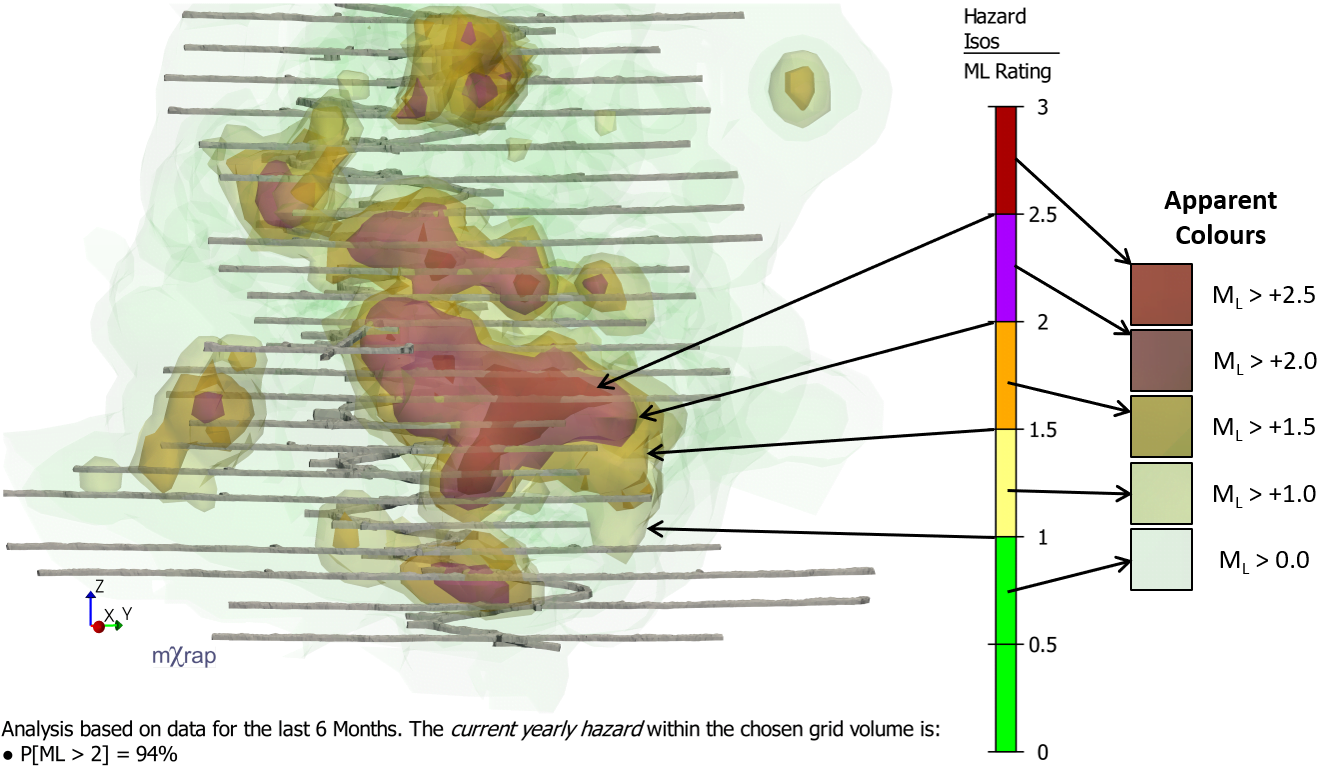 Hazard
Isos
ML Rating
3
2.5
2
1.5
1
0.5
0
Apparent
Colours
ML > +2.5
ML > +2.0
ML > +1.5
ML > +1.0
ML > 0.0
Z
X Y
mχrap
Analysis based on data for the last 6 Months. The current yearly hazard within the chosen grid volume is:
● P[ML > 2] = 94%